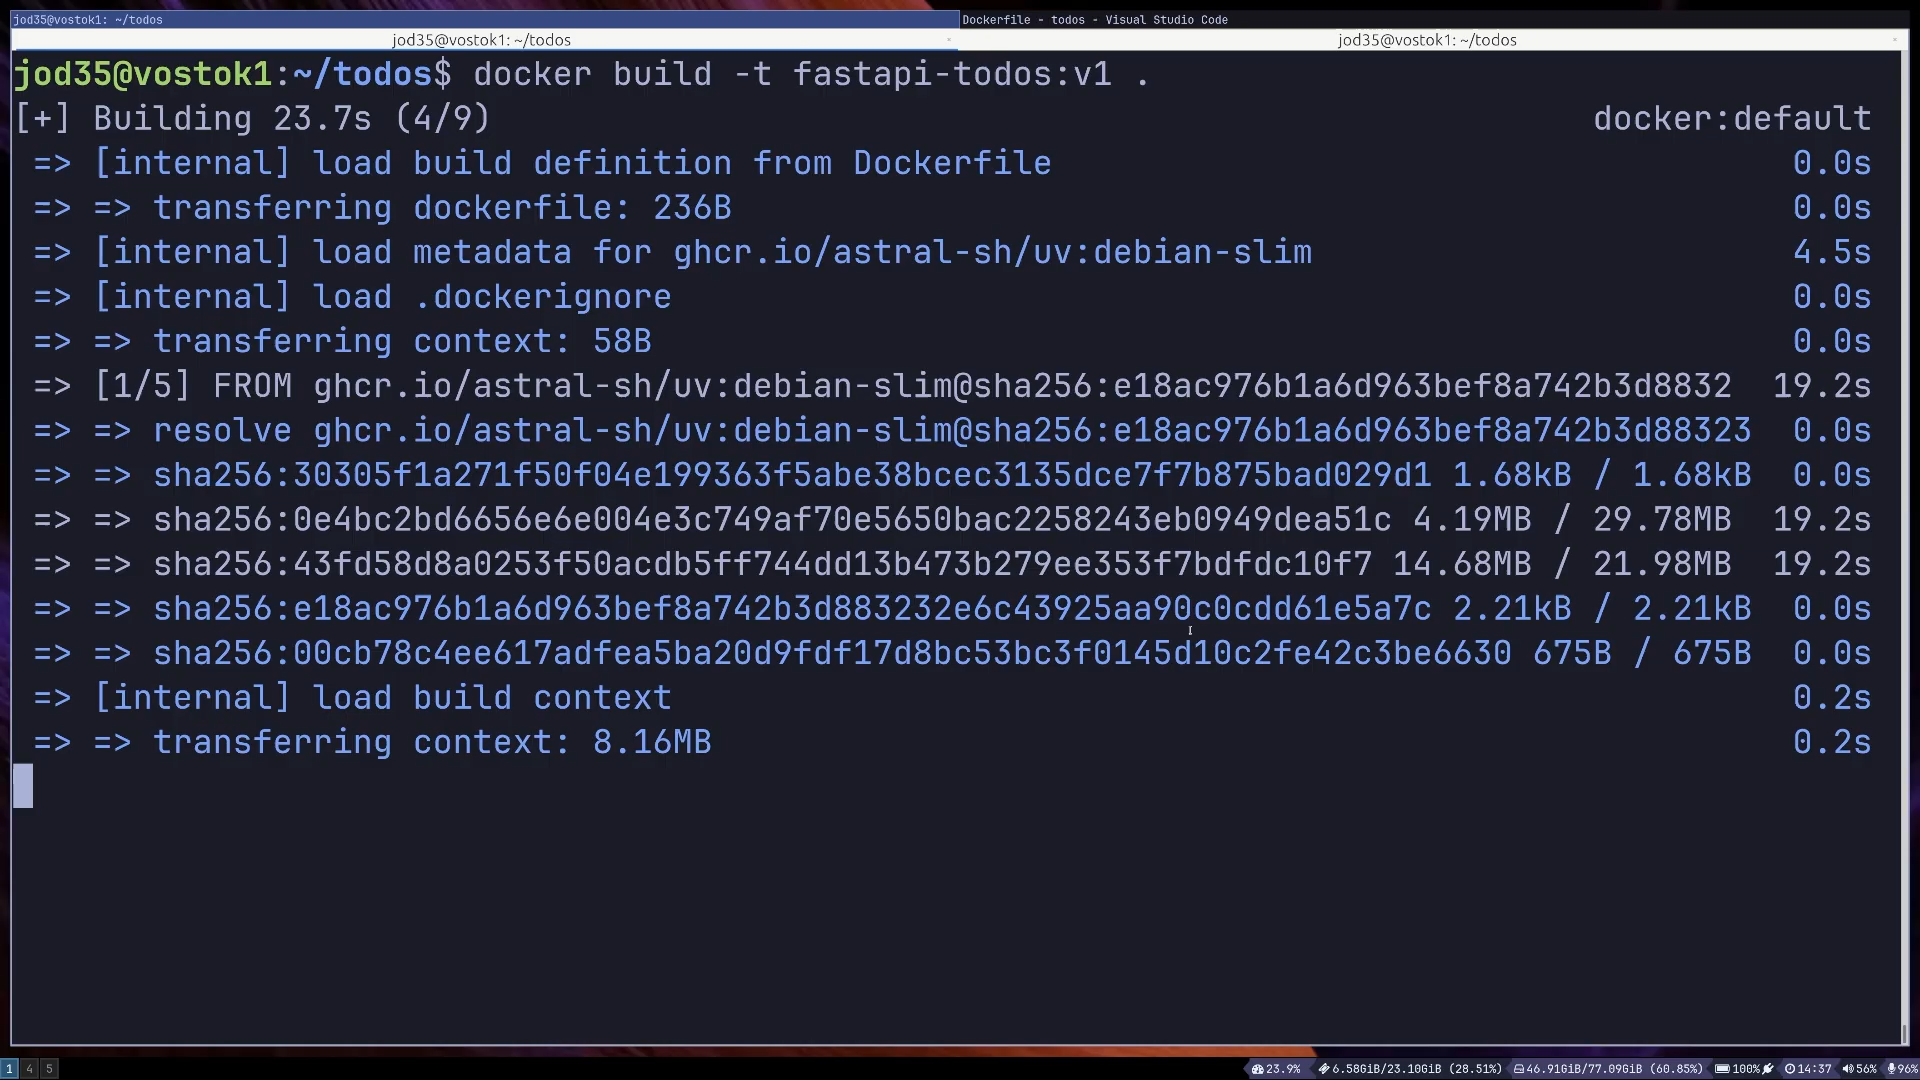 jod35@vostok1: ~/todos
Dockerfile - todos - Visual Studio Code
jod35@vostok1: ~/todos
jod35@vostok1: ~/todos
jod35@vostok1:~/todos$ docker build -t fastapi-todos:v1 .
[+] Building 23.7s (4/9) docker:default
=> [internal] load build definition from Dockerfile 0.0s
=> => transferring dockerfile: 236B 0.0s
=> [internal] load metadata for ghcr.io/astral-sh/uv:debian-slim 4.5s
=> [internal] load .dockerignore 0.0s
=> => transferring context: 58B 0.0s
=> [1/5] FROM ghcr.io/astral-sh/uv:debian-slim@sha256:e18ac976b1a6d963bef8a742b3d8832 19.2s
=> => resolve ghcr.io/astral-sh/uv:debian-slim@sha256:e18ac976b1a6d963bef8a742b3d88323 0.0s
=> => sha256:30305f1a271f50f04e199363f5abe38bcec3135dce7f7b875bad029d1 1.68kB / 1.68kB 0.0s
=> => sha256:0e4bc2bd6656e6e004e3c749af70e5650bac2258243eb0949dea51c 4.19MB / 29.78MB 19.2s
=> => sha256:43fd58d8a0253f50acdb5ff744dd13b473b279ee353f7bdfdc10f7 14.68MB / 21.98MB 19.2s
=> => sha256:e18ac976b1a6d963bef8a742b3d883232e6c43925aa90c0cdd61e5a7c 2.21kB / 2.21kB 0.0s
=> => sha256:00cb78c4ee617adfea5ba20d9fdf17d8bc53bc3f0145d10c2fe42c3be6630 675B / 675B 0.0s
=> [internal] load build context 0.2s
=> => transferring context: 8.16MB 0.2s
1 4 5 23.9% 6.58GiB/23.10GiB (28.51%) 46.91GiB/77.09GiB (60.85%) 100% 14:37 56% 96%